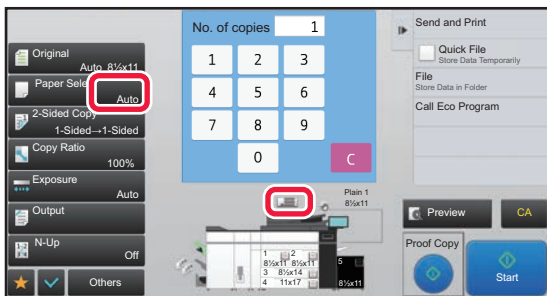 No. of copies 1
Original
Auto 8½x11
Paper Sele
Auto
2-Sided Copy
1-Sided→1-Sided
Copy Ratio
100%
Exposure
Auto
Output
N-Up
Off
Others
1 2 3
4 5 6
7 8 9
0 C
Plain 1
8½x11
1 2
8½x11 8½x11
3 8½x14
4 11x17
5
8½x11
Send and Print
Quick File
Store Data Temporarily
File
Store Data in Folder
Call Eco Program
Preview CA
Proof Copy
Start